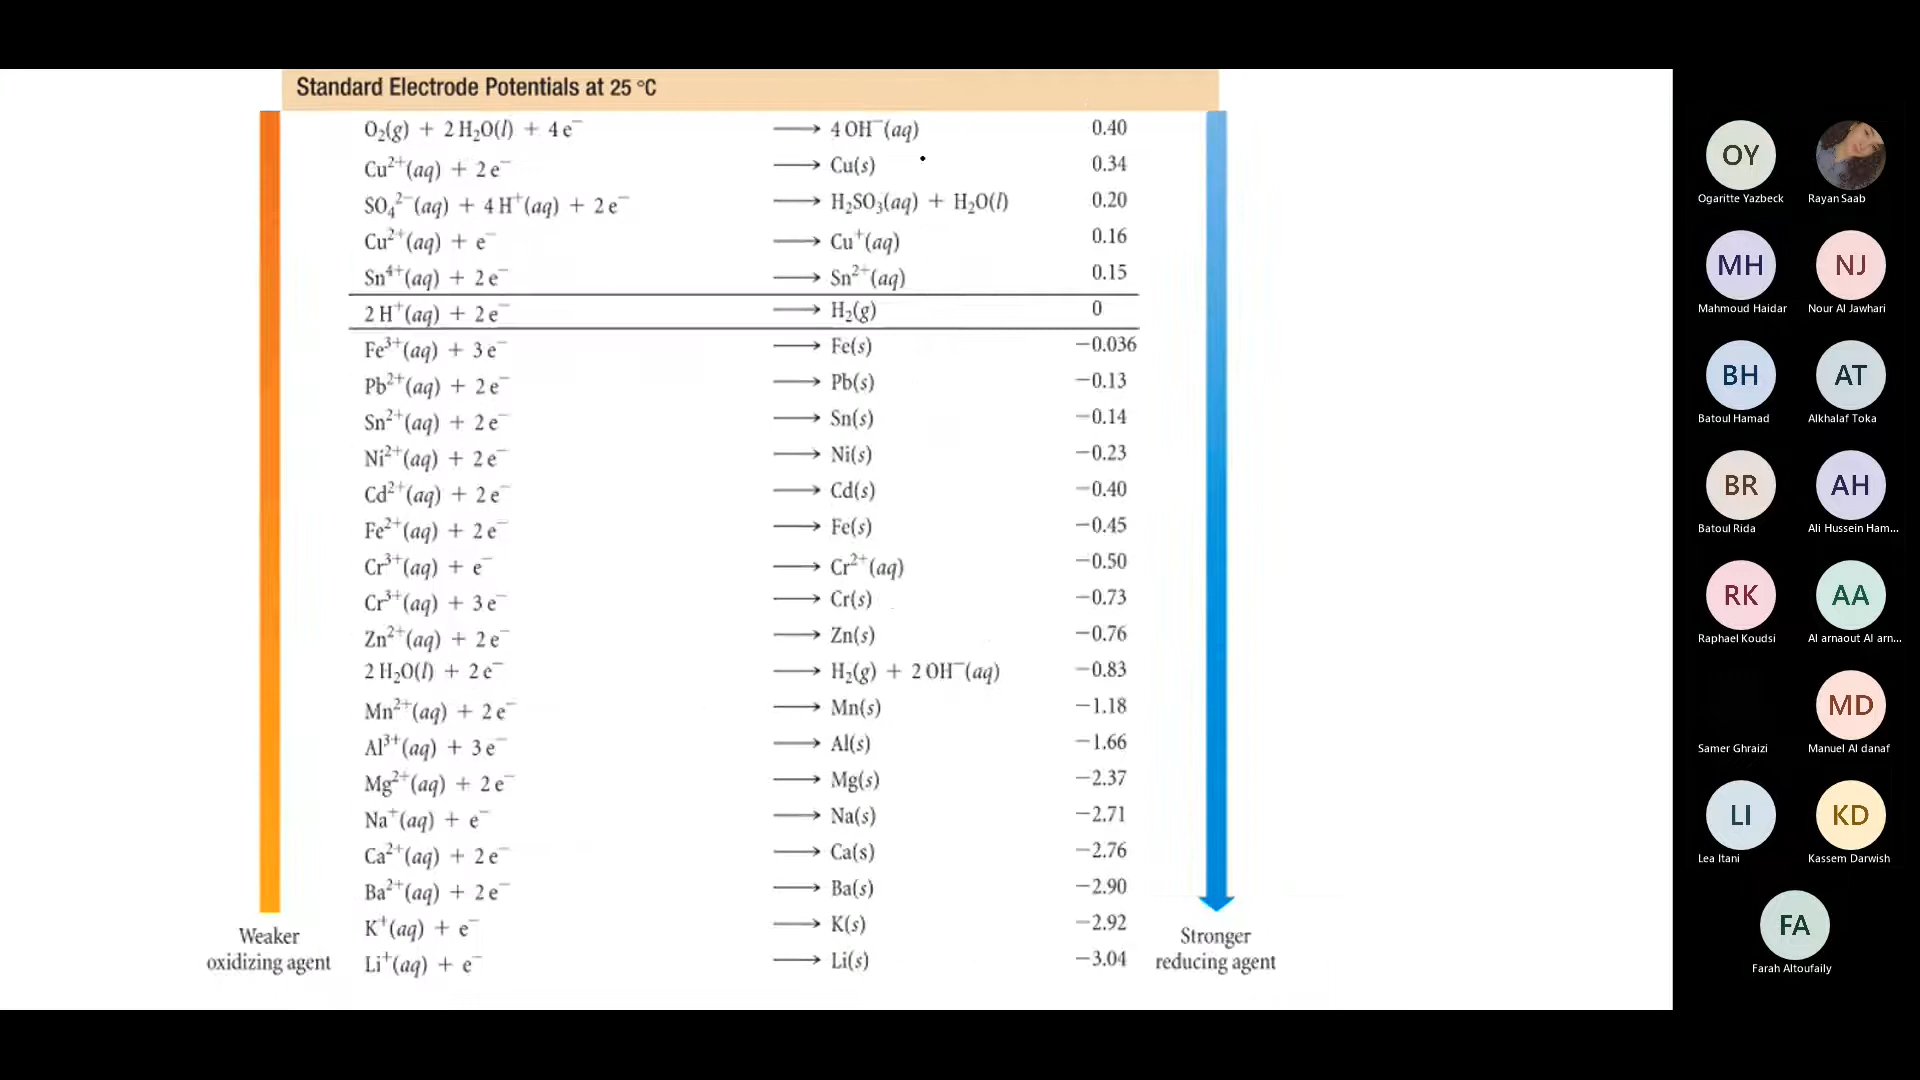 Standard Electrode Potentials at 25 °C
O₂(g) + 2 H₂O(l) + 4 e⁻ ⟶ 4 OH⁻(aq) 0.40
Cu²⁺(aq) + 2 e⁻ ⟶ Cu(s) 0.34
SO₄²⁻(aq) + 4 H⁺(aq) + 2 e⁻ ⟶ H₂SO₃(aq) + H₂O(l) 0.20
Cu²⁺(aq) + e⁻ ⟶ Cu⁺(aq) 0.16
Sn⁴⁺(aq) + 2 e⁻ ⟶ Sn²⁺(aq) 0.15
2 H⁺(aq) + 2 e⁻ ⟶ H₂(g) 0
Fe³⁺(aq) + 3 e⁻ ⟶ Fe(s) −0.036
Pb²⁺(aq) + 2 e⁻ ⟶ Pb(s) −0.13
Sn²⁺(aq) + 2 e⁻ ⟶ Sn(s) −0.14
Ni²⁺(aq) + 2 e⁻ ⟶ Ni(s) −0.23
Cd²⁺(aq) + 2 e⁻ ⟶ Cd(s) −0.40
Fe²⁺(aq) + 2 e⁻ ⟶ Fe(s) −0.45
Cr³⁺(aq) + e⁻ ⟶ Cr²⁺(aq) −0.50
Cr³⁺(aq) + 3 e⁻ ⟶ Cr(s) −0.73
Zn²⁺(aq) + 2 e⁻ ⟶ Zn(s) −0.76
2 H₂O(l) + 2 e⁻ ⟶ H₂(g) + 2 OH⁻(aq) −0.83
Mn²⁺(aq) + 2 e⁻ ⟶ Mn(s) −1.18
Al³⁺(aq) + 3 e⁻ ⟶ Al(s) −1.66
Mg²⁺(aq) + 2 e⁻ ⟶ Mg(s) −2.37
Na⁺(aq) + e⁻ ⟶ Na(s) −2.71
Ca²⁺(aq) + 2 e⁻ ⟶ Ca(s) −2.76
Ba²⁺(aq) + 2 e⁻ ⟶ Ba(s) −2.90
K⁺(aq) + e⁻ ⟶ K(s) −2.92
Li⁺(aq) + e⁻ ⟶ Li(s) −3.04
Weaker
oxidizing agent
Stronger
reducing agent
OY
Ogaritte Yazbeck Rayan Saab
MH NJ
Mahmoud Haidar Nour Al Jawhari
BH AT
Batoul Hamad Alkhalaf Toka
BR AH
Batoul Rida Ali Hussein Ham...
RK AA
Raphael Koudsi Al arnaout Al arn...
MD
Samer Ghraizi Manuel Al danaf
LI KD
Lea Itani Kassem Darwish
FA
Farah Altoufaily